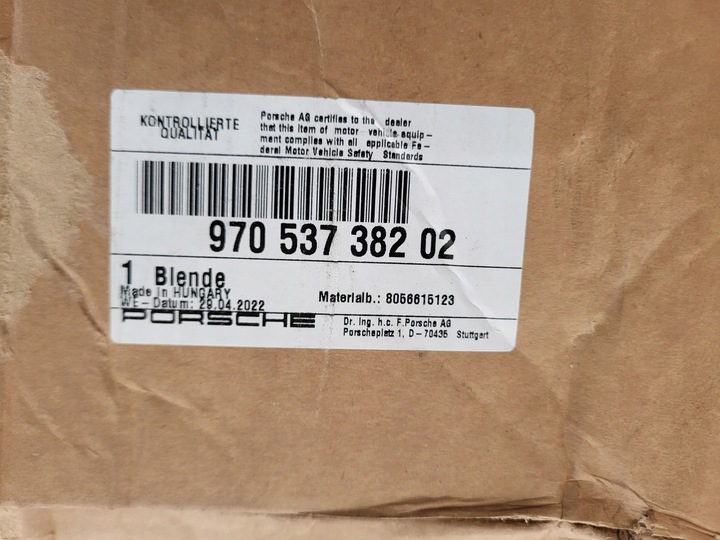 KONTROLLIERTE
QUALITÄT
Porsche AG certifies to the dealer
that this item of motor vehicle equip-
ment complies with all applicable Fe-
deral Motor Vehicle Safety Standards
970 537 382 02
1 Blende
Made in HUNGARY
WE-Datum: 29.04.2022
Materialb.: 8056615123
PORSCHE
Dr. Ing. h.c. F.Porsche AG
Porscheplatz 1, D-70435 Stuttgart